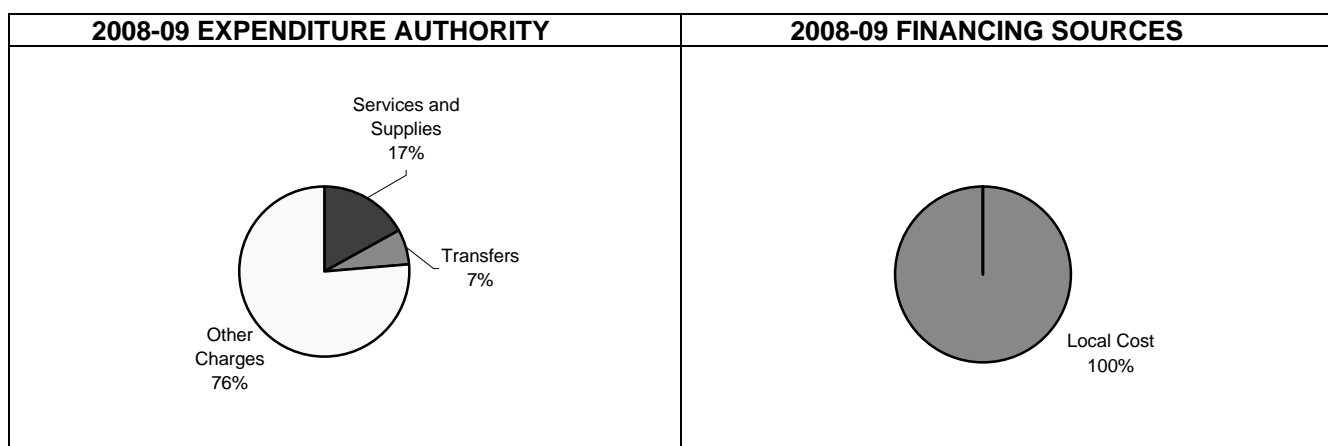 2008-09 EXPENDITURE AUTHORITY
2008-09 FINANCING SOURCES
Services and
Supplies
17%
Transfers
7%
Other
Charges
76%
Local Cost
100%